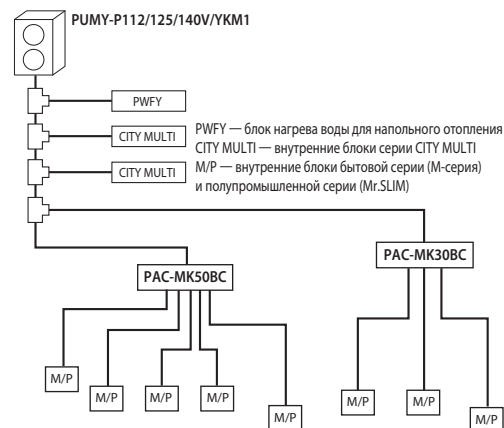 PUMY-P112/125/140V/YKM1
PWFY
CITY MULTI
CITY MULTI
PWFY — блок нагрева воды для напольного отопления
CITY MULTI — внутренние блоки серии CITY MULTI
M/P — внутренние блоки бытовой серии (М-серия)
и полупромышленной серии (Mr.SLIM)
PAC-MK50BC
PAC-MK30BC
M/P
M/P
M/P
M/P
M/P
M/P
M/P
M/P